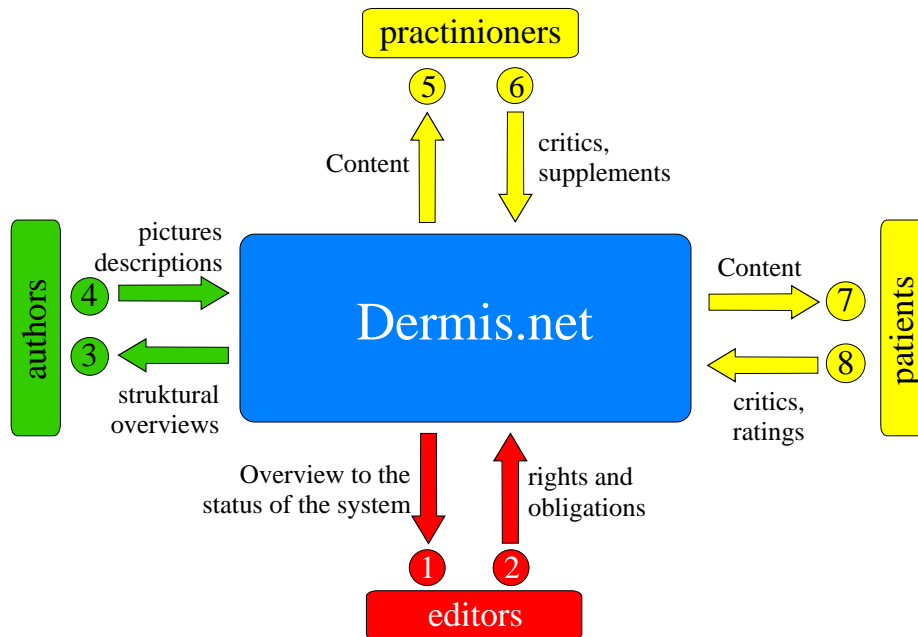 practinioners
5
6
Content
critics,
supplements
authors
pictures
descriptions
4
3
struktural
overviews
Dermis.net
Content
7
8
critics,
ratings
patients
Overview to the
status of the system
rights and
obligations
1
2
editors